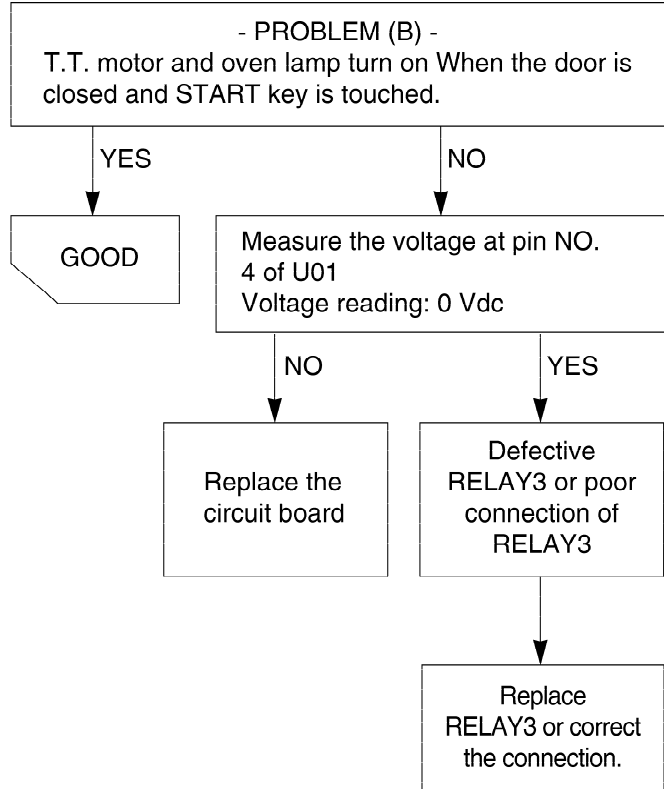 - PROBLEM (B) -
T.T. motor and oven lamp turn on When the door is
closed and START key is touched.
YES
NO
GOOD
Measure the voltage at pin NO.
4 of U01
Voltage reading: 0 Vdc
NO
YES
Replace the
circuit board
Defective
RELAY3 or poor
connection of
RELAY3
Replace
RELAY3 or correct
the connection.